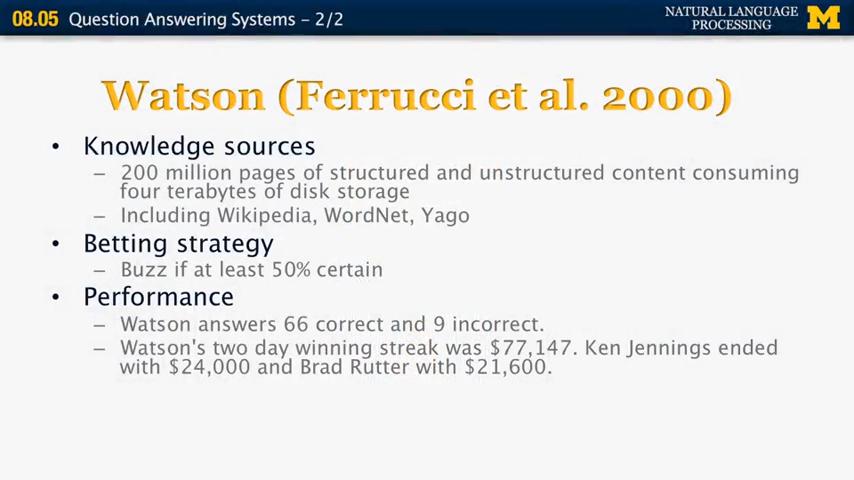 08.05 Question Answering Systems – 2/2
NATURAL LANGUAGE
PROCESSING
M
Watson (Ferrucci et al. 2000)
• Knowledge sources
– 200 million pages of structured and unstructured content consuming
four terabytes of disk storage
– Including Wikipedia, WordNet, Yago
• Betting strategy
– Buzz if at least 50% certain
• Performance
– Watson answers 66 correct and 9 incorrect.
– Watson's two day winning streak was $77,147. Ken Jennings ended
with $24,000 and Brad Rutter with $21,600.